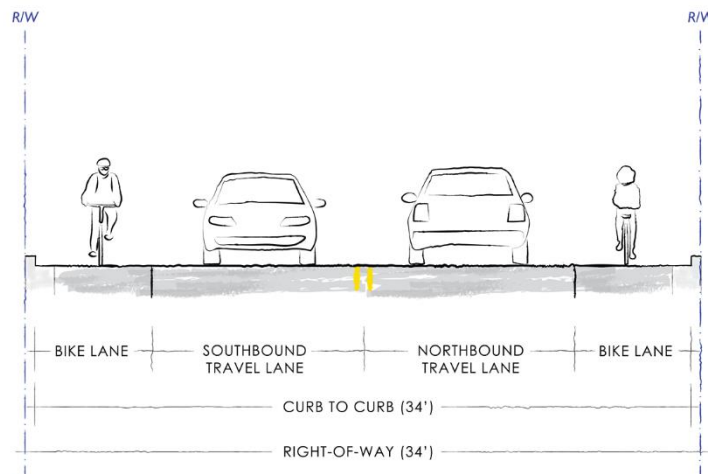 R/W
R/W
BIKE LANE
SOUTHBOUND
TRAVEL LANE
NORTHBOUND
TRAVEL LANE
BIKE LANE
CURB TO CURB (34')
RIGHT-OF-WAY (34')